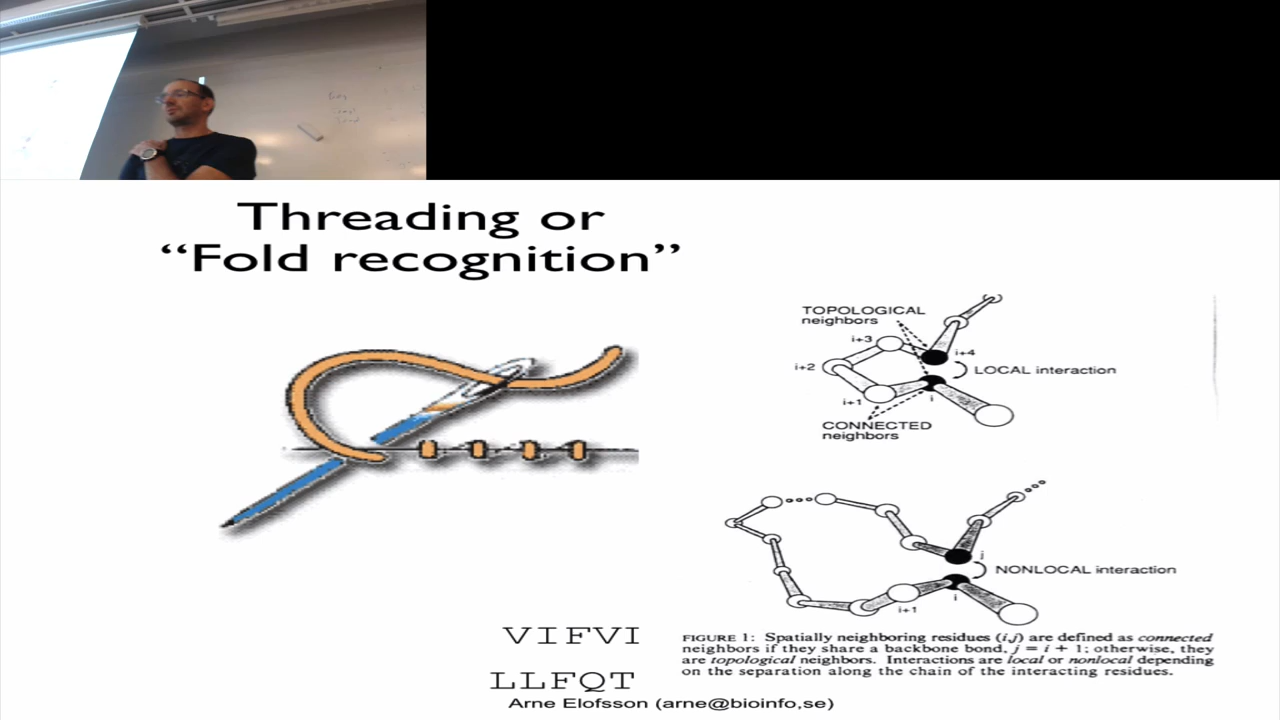 Threading or
“Fold recognition”
TOPOLOGICAL
neighbors
i+3
i+4
i+2
LOCAL interaction
i+1
i
CONNECTED
neighbors
j
NONLOCAL interaction
i
i+1
VIFVI
LLFQT
FIGURE 1: Spatially neighboring residues (i,j) are defined as connected
neighbors if they share a backbone bond, j = i + 1; otherwise, they
are topological neighbors. Interactions are local or nonlocal depending
on the separation along the chain of the interacting residues.
Arne Elofsson (arne@bioinfo,se)